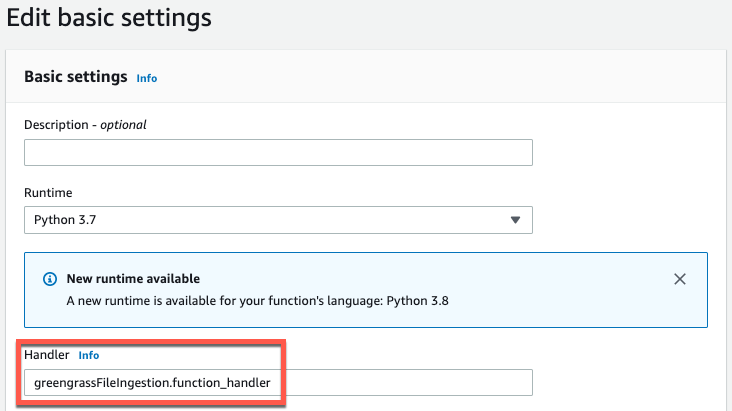 Edit basic settings
Basic settings Info
Description - optional
Runtime
Python 3.7
New runtime available
A new runtime is available for your function's language: Python 3.8
Handler Info
greengrassFileIngestion.function_handler